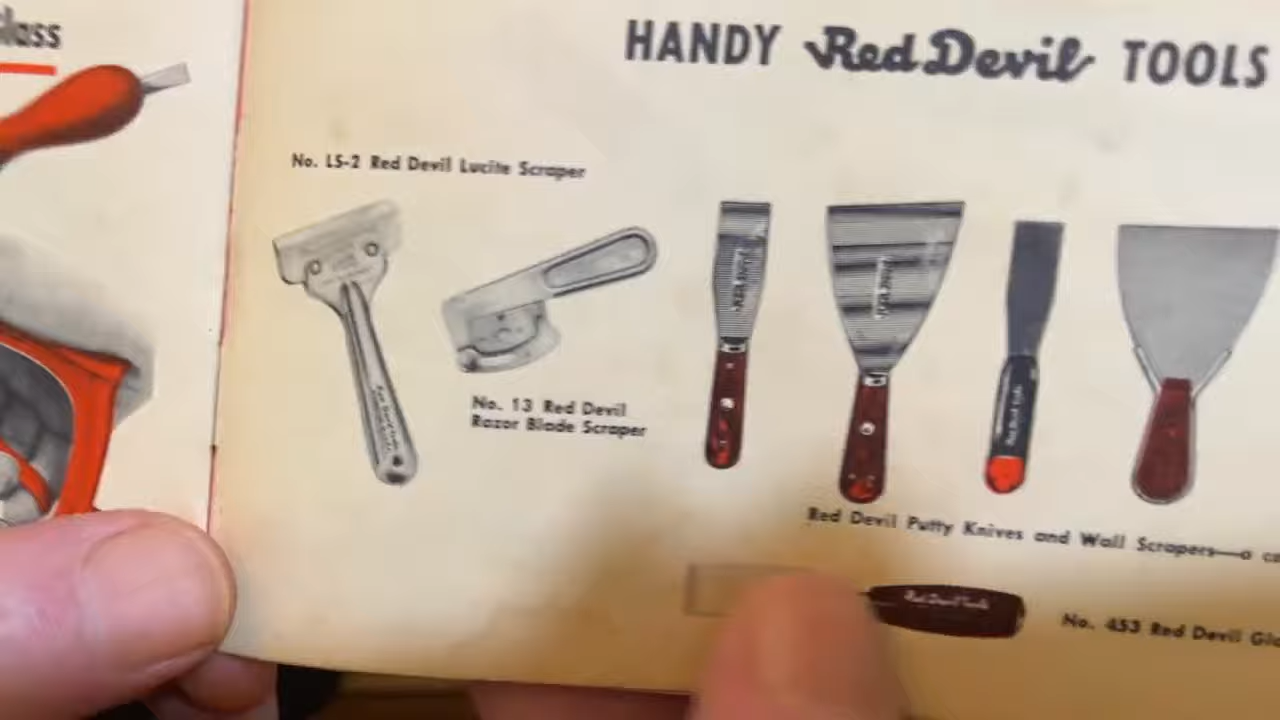 lass
HANDY Red Devil TOOLS
No. LS-2 Red Devil Lucite Scraper
No. 13 Red Devil
Razor Blade Scraper
Red Devil Putty Knives and Wall Scrapers—a
Red Devil Tools
No. 453 Red Devil